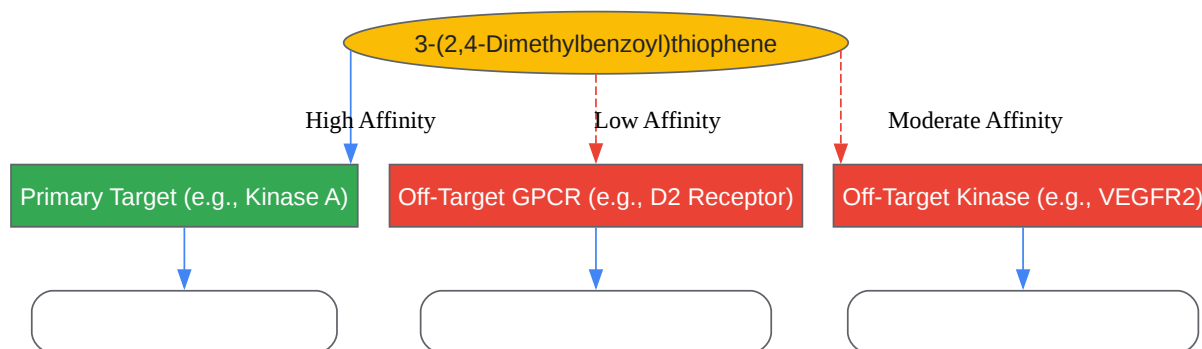 3-(2,4-Dimethylbenzoyl)thiophene
High Affinity
Low Affinity
Moderate Affinity
Primary Target (e.g., Kinase A)
Off-Target GPCR (e.g., D2 Receptor)
Off-Target Kinase (e.g., VEGFR2)